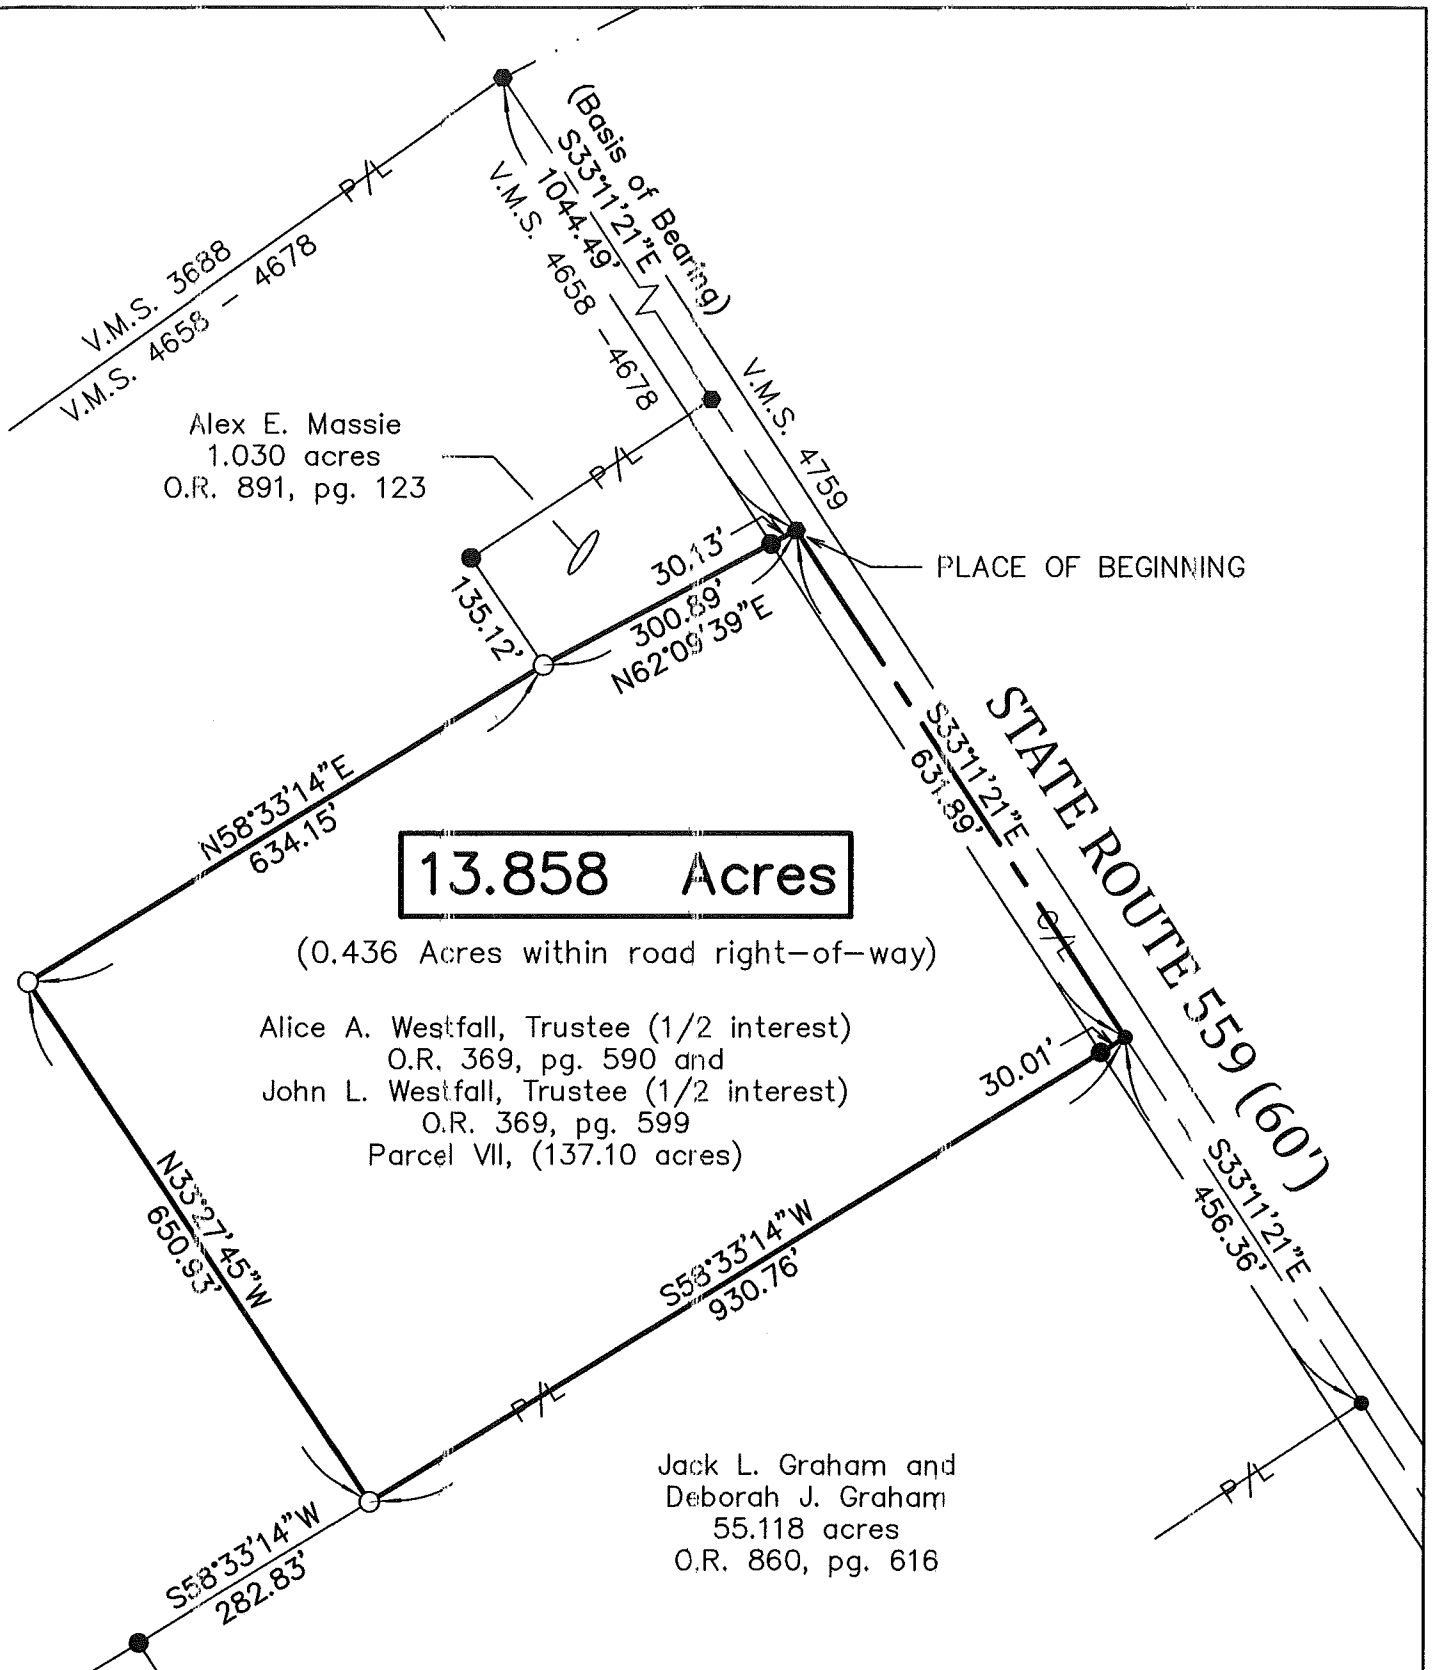 (Basis of Bearing)
S33°11'21"E
1044.49'
V.M.S. 4658 - 4678
P/L
V.M.S. 3688
V.M.S. 4658 - 4678
V.M.S. 4759
Alex E. Massie
1.030 acres
O.R. 891, pg. 123
P/L
135.12'
30.13'
300.89'
N62°09'39"E
PLACE OF BEGINNING
STATE ROUTE 559 (60')
S33°11'21"E
631.89'
C/L
N58°33'14"E
634.15'
13.858 Acres
(0.436 Acres within road right-of-way)
Alice A. Westfall, Trustee (1/2 interest)
O.R. 369, pg. 590 and
John L. Westfall, Trustee (1/2 interest)
O.R. 369, pg. 599
Parcel VII, (137.10 acres)
30.01'
S33°11'21"E
456.36'
N33°27'45"W
650.93'
S58°33'14"W
930.76'
P/L
P/L
Jack L. Graham and
Deborah J. Graham
55.118 acres
O.R. 860, pg. 616
S58°33'14"W
282.83'